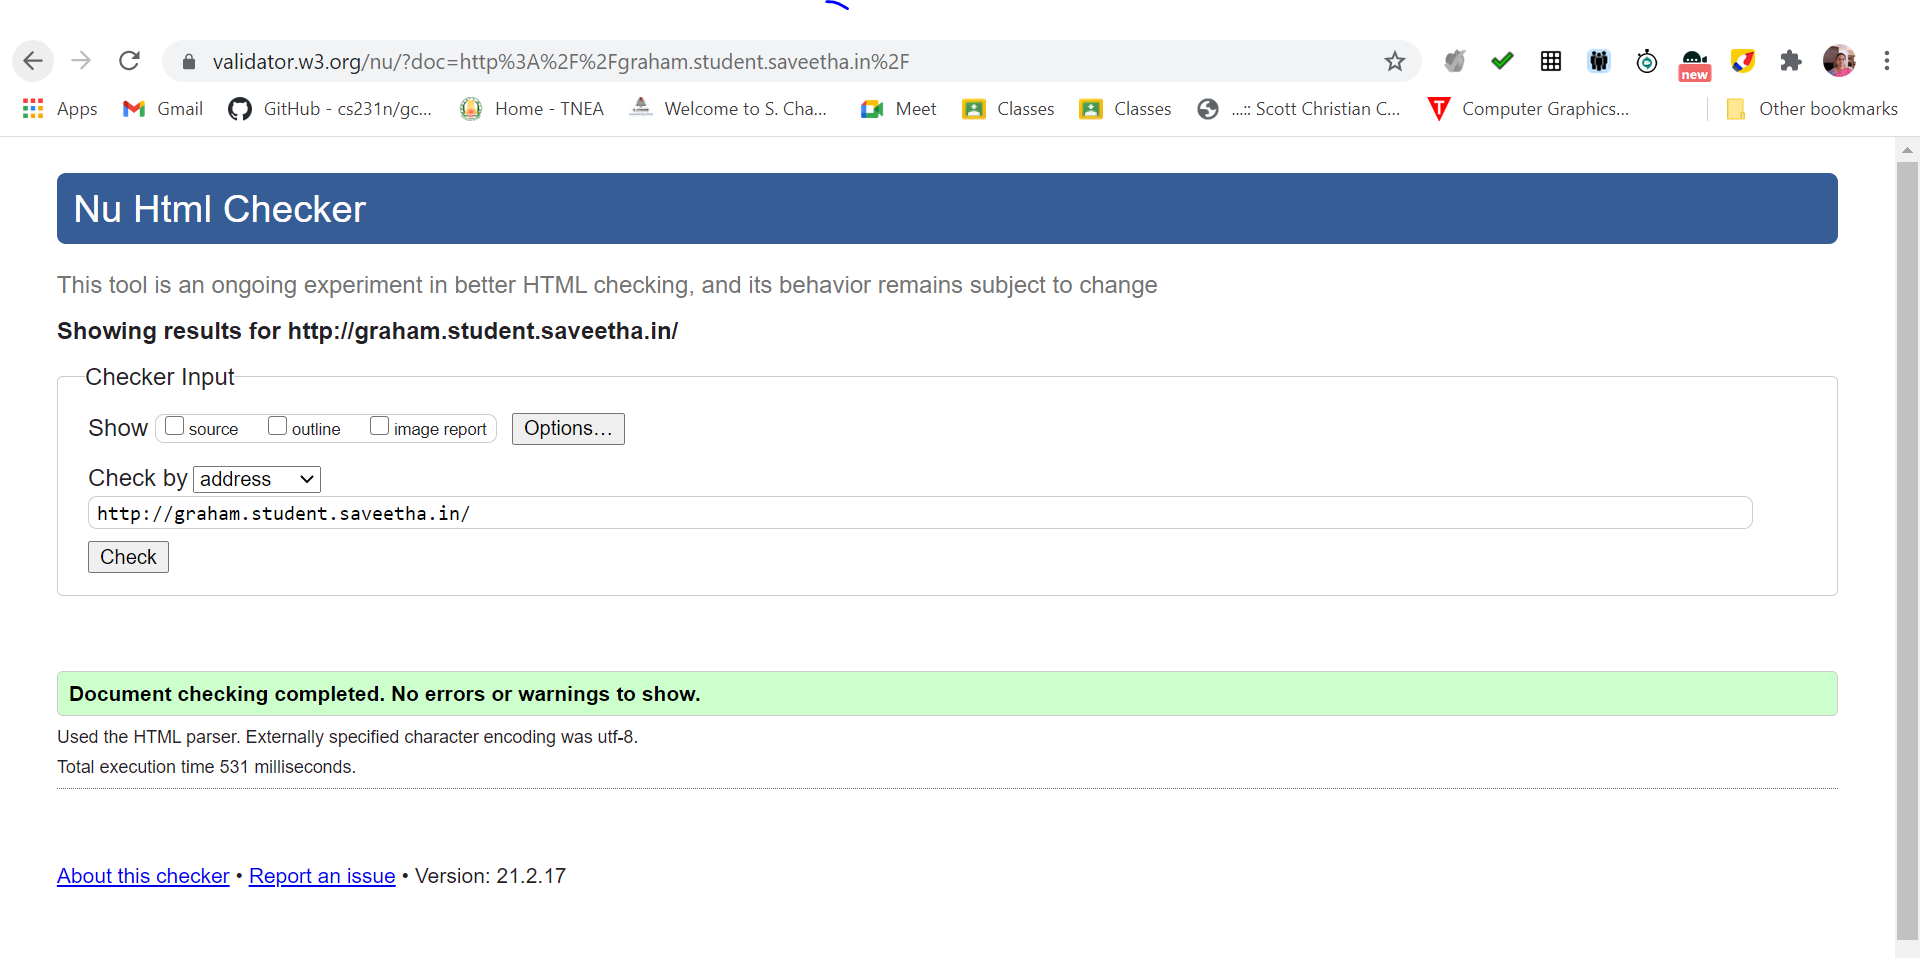 validator.w3.org/nu/?doc=http%3A%2F%2Fgraham.student.saveetha.in%2F
new
Apps Gmail GitHub - cs231n/gc... Home - TNEA Welcome to S. Cha... Meet Classes Classes ...:: Scott Christian C... T Computer Graphics... Other bookmarks
Nu Html Checker
This tool is an ongoing experiment in better HTML checking, and its behavior remains subject to change
Showing results for http://graham.student.saveetha.in/
Checker Input
Show source outline image report Options...
Check by address
http://graham.student.saveetha.in/
Check
Document checking completed. No errors or warnings to show.
Used the HTML parser. Externally specified character encoding was utf-8.
Total execution time 531 milliseconds.
About this checker • Report an issue • Version: 21.2.17